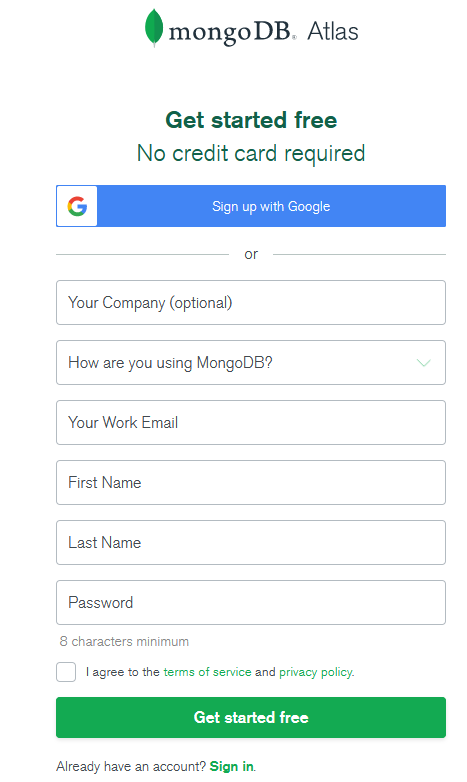 mongoDB. Atlas
Get started free
No credit card required
Sign up with Google
or
Your Company (optional)
How are you using MongoDB?
Your Work Email
First Name
Last Name
Password
8 characters minimum
I agree to the terms of service and privacy policy.
Get started free
Already have an account? Sign in.